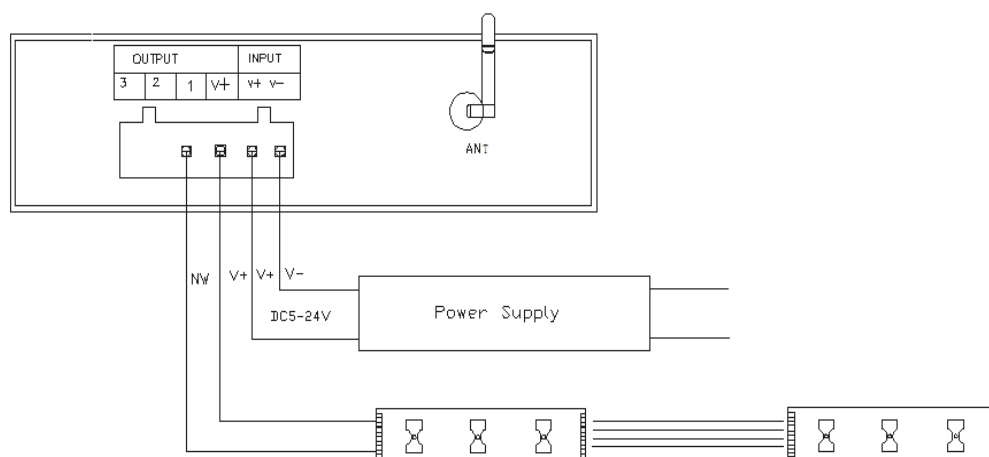 OUTPUT INPUT
3 2 1 V+ V+ V-
ANT
NW V+ V+ V-
DC5-24V
Power Supply